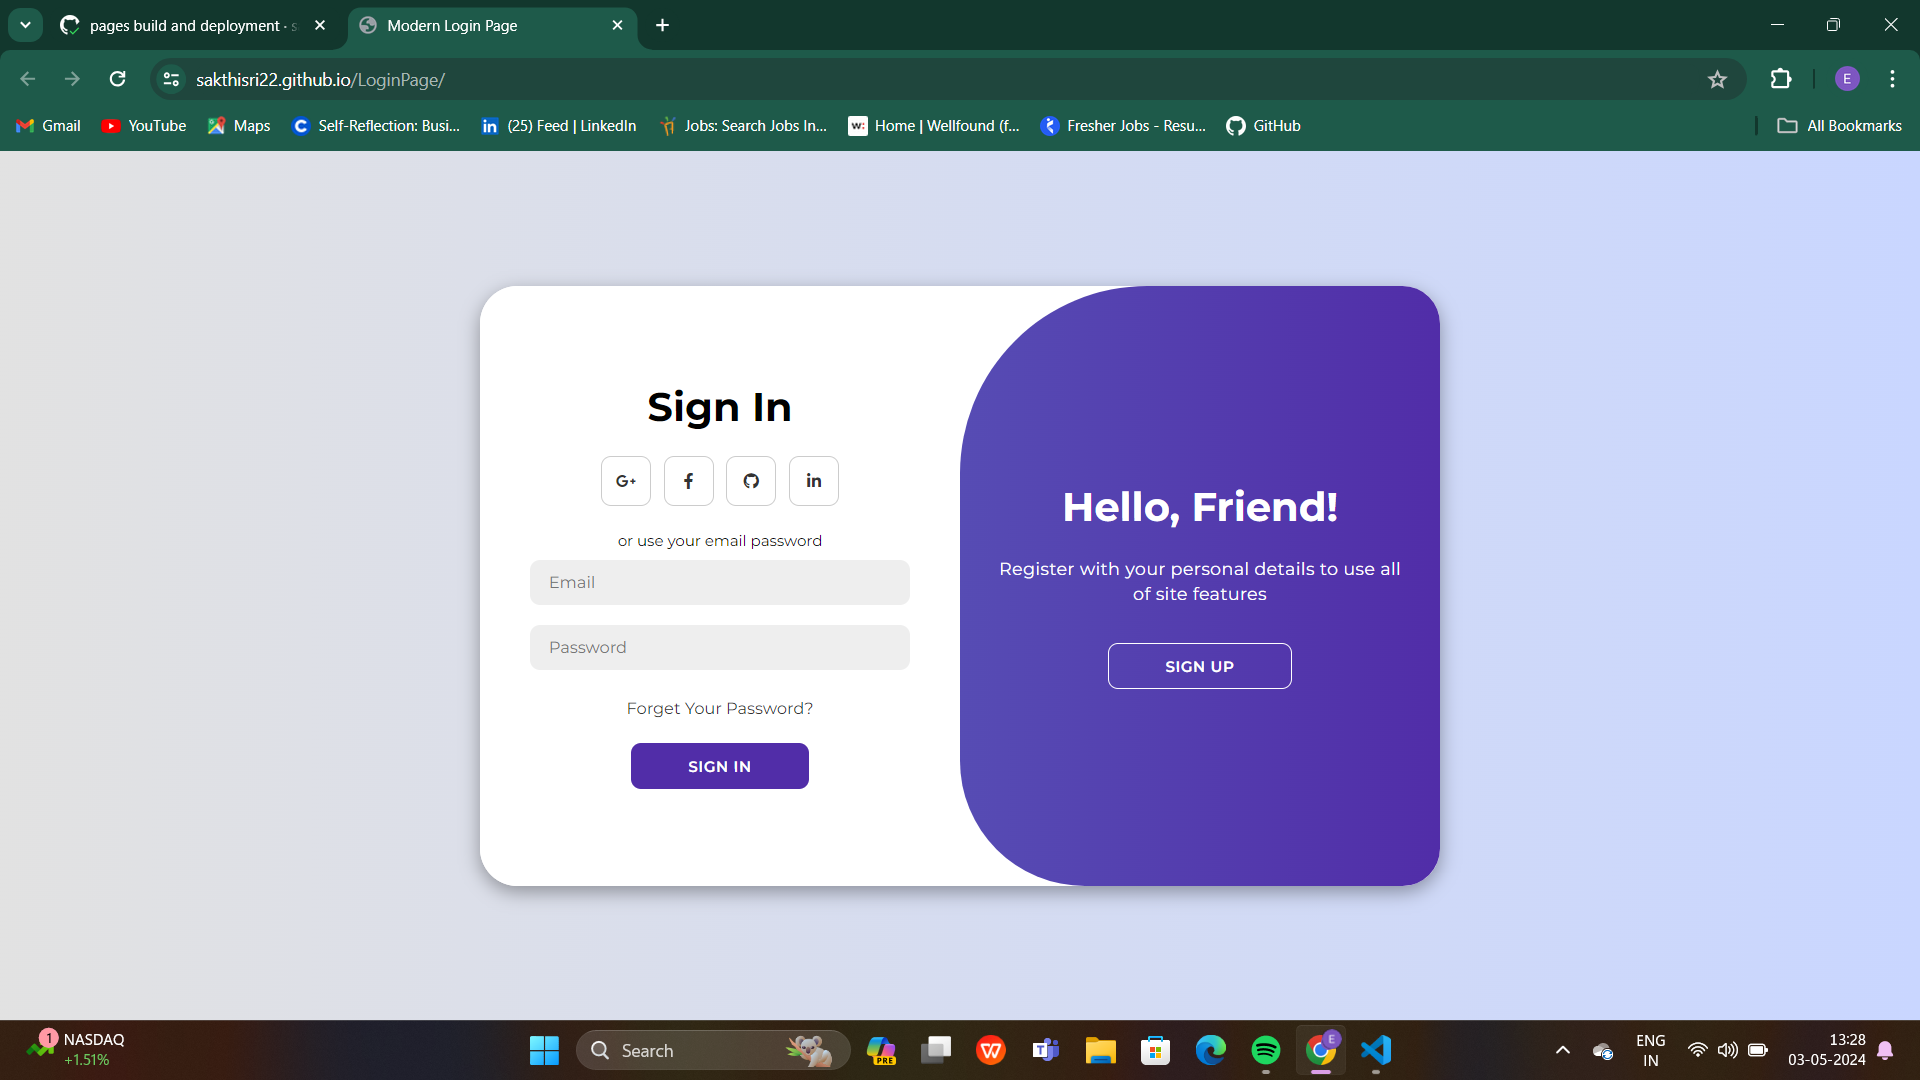 pages build and deployment · s
Modern Login Page
sakthisri22.github.io/LoginPage/
E
Gmail
YouTube
Maps
Self-Reflection: Busi...
(25) Feed | LinkedIn
Jobs: Search Jobs In...
Home | Wellfound (f...
Fresher Jobs - Resu...
GitHub
All Bookmarks
Sign In
G+
f
in
or use your email password
Email
Password
Forget Your Password?
SIGN IN
Hello, Friend!
Register with your personal details to use all
of site features
SIGN UP
1
NASDAQ
+1.51%
Search
PRE
E
ENG
IN
13:28
03-05-2024